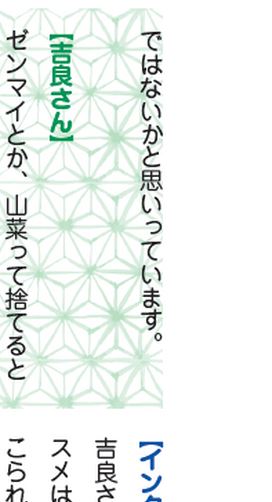 ではないかと思いっています。
【吉良さん】
ゼンマイとか、山菜って捨てると
【イン
吉良さ
スメは
こられ